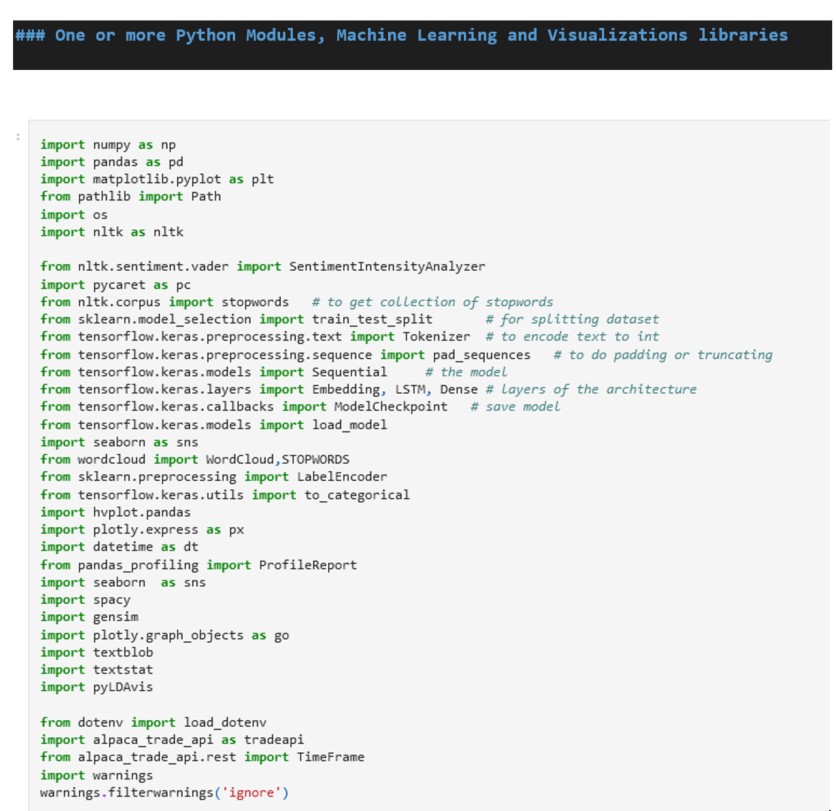 ### One or more Python Modules, Machine Learning and Visualizations libraries
:
import numpy as np
import pandas as pd
import matplotlib.pyplot as plt
from pathlib import Path
import os
import nltk as nltk
from nltk.sentiment.vader import SentimentIntensityAnalyzer
import pycaret as pc
from nltk.corpus import stopwords   # to get collection of stopwords
from sklearn.model_selection import train_test_split       # for splitting dataset
from tensorflow.keras.preprocessing.text import Tokenizer  # to encode text to int
from tensorflow.keras.preprocessing.sequence import pad_sequences   # to do padding or truncating
from tensorflow.keras.models import Sequential     # the model
from tensorflow.keras.layers import Embedding, LSTM, Dense # layers of the architecture
from tensorflow.keras.callbacks import ModelCheckpoint   # save model
from tensorflow.keras.models import load_model
import seaborn as sns
from wordcloud import WordCloud,STOPWORDS
from sklearn.preprocessing import LabelEncoder
from tensorflow.keras.utils import to_categorical
import hvplot.pandas
import plotly.express as px
import datetime as dt
from pandas_profiling import ProfileReport
import seaborn  as sns
import spacy
import gensim
import plotly.graph_objects as go
import textblob
import textstat
import pyLDAvis
from dotenv import load_dotenv
import alpaca_trade_api as tradeapi
from alpaca_trade_api.rest import TimeFrame
import warnings
warnings.filterwarnings('ignore')